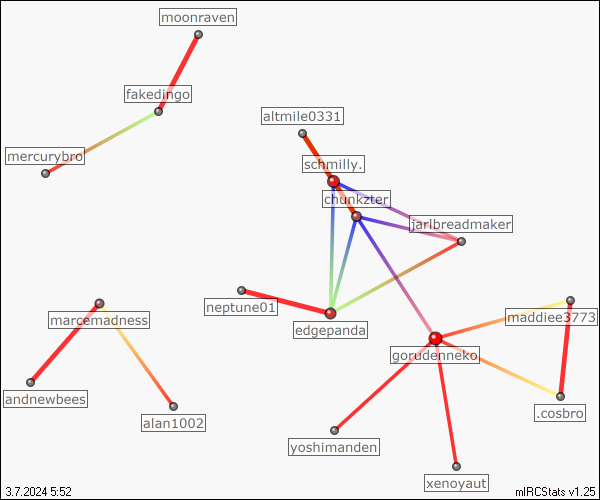 moonraven
fakedingo
altmile0331
mercurybro
schmilly.
chunkzter
jarlbreadmaker
neptune01
maddiee3773
marcemadness
edgepanda
gorudenneko
andnewbees
.cosbro
alan1002
yoshimanden
xenoyaut
3.7.2024 5:52
mIRCStats v1.25